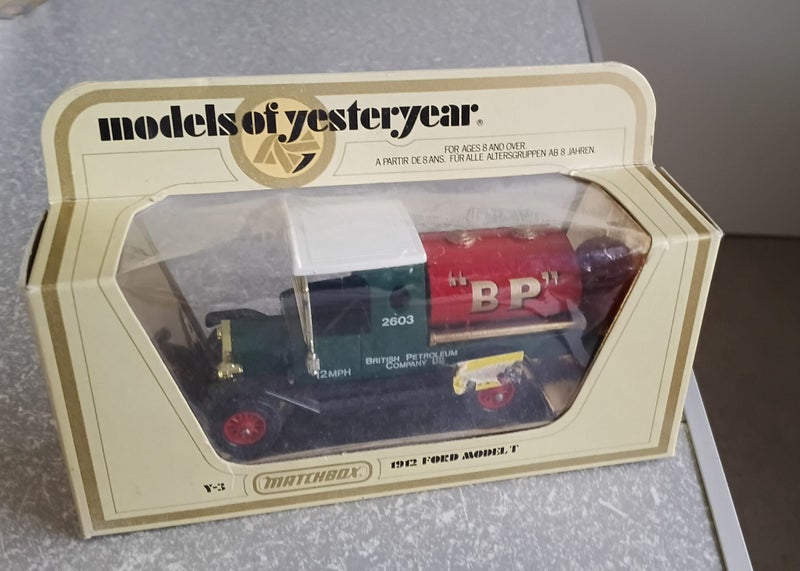 models of yesteryear®
FOR AGES 8 AND OVER.
A PARTIR DE 8 ANS. FÜR ALLE ALTERSGRUPPEN AB 8 JAHREN.
"BP"
2603
BRITISH PETROLEUM
COMPANY LTD
12MPH
Y-3
MATCHBOX
1912 FORD MODEL T